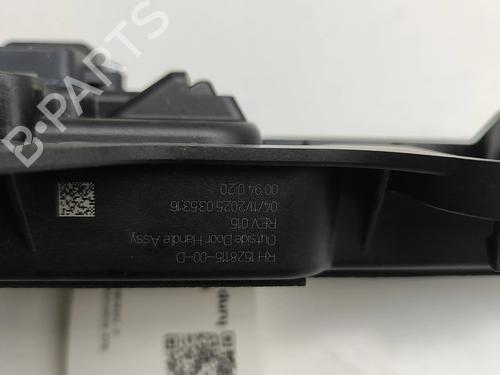 B-PARTS
RH 1528115-00-D
Outside Door Handle Assy
REV 015
04/11/2025 03:53:16
00 94 0.20